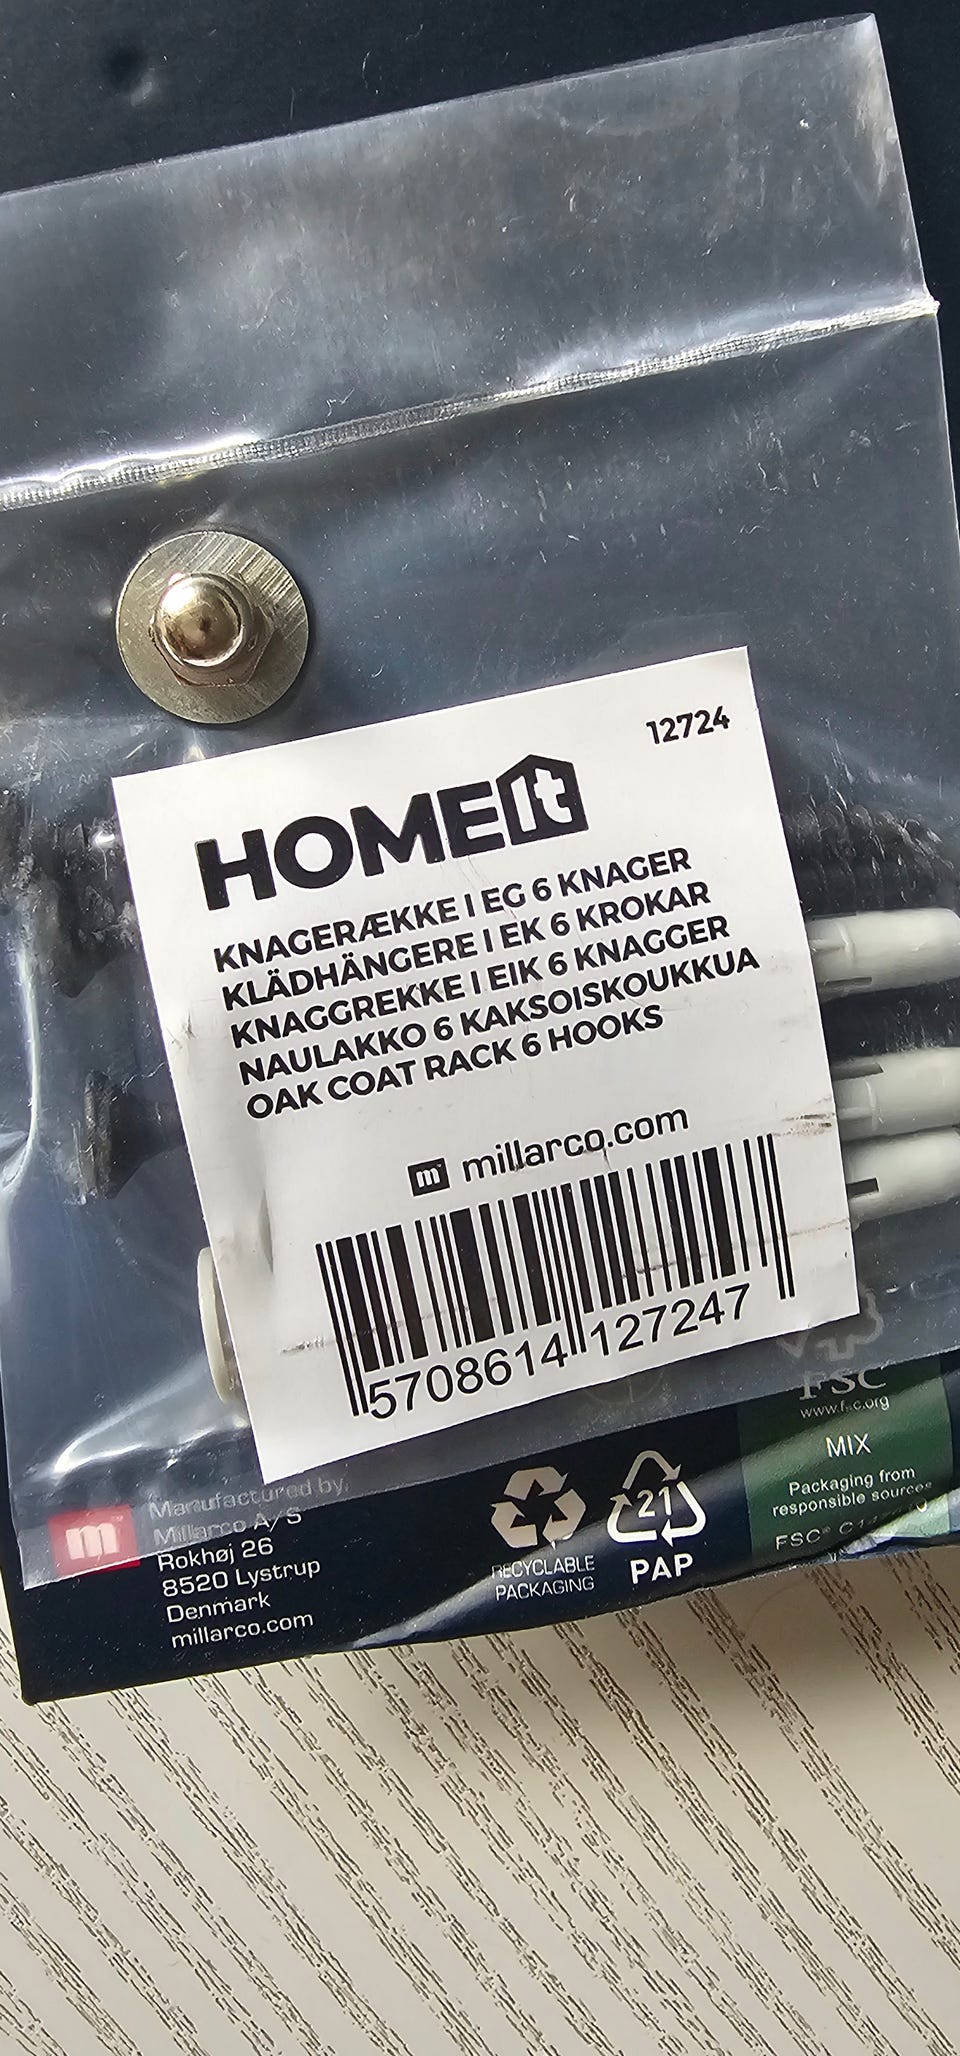 12724
HOMEIt
KNAGERÆKKE I EG 6 KNAGER
KLÄDHÄNGERE I EK 6 KROKAR
KNAGGREKKE I EIK 6 KNAGGER
NAULAKKO 6 KAKSOISKOUKKUA
OAK COAT RACK 6 HOOKS
m millarco.com
5708614 127247
m
Manufactured by:
Millarco A/S
Rokhøj 26
8520 Lystrup
Denmark
millarco.com
RECYCLABLE
PACKAGING
21
PAP
FSC
www.fsc.org
MIX
Packaging from
responsible sources
FSC®